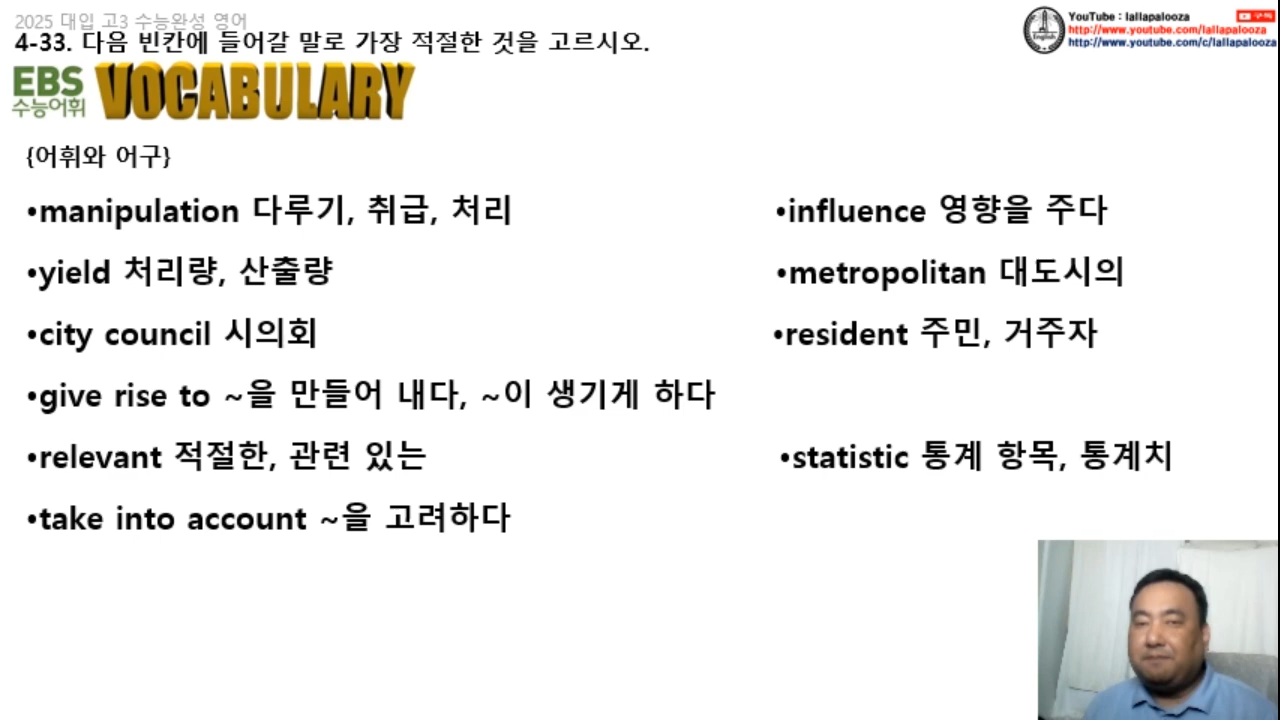 2025 대입 고3 수능완성 영어
4-33. 다음 빈칸에 들어갈 말로 가장 적절한 것을 고르시오.
YouTube : lallapalooza
구독
http://www.youtube.com/lallapalooza
http://www.youtube.com/c/lallapalooza
English
EBS
수능어휘
VOCABULARY
{어휘와 어구}
•manipulation 다루기, 취급, 처리
•influence 영향을 주다
•yield 처리량, 산출량
•metropolitan 대도시의
•city council 시의회
•resident 주민, 거주자
•give rise to ~을 만들어 내다, ~이 생기게 하다
•relevant 적절한, 관련 있는
•statistic 통계 항목, 통계치
•take into account ~을 고려하다